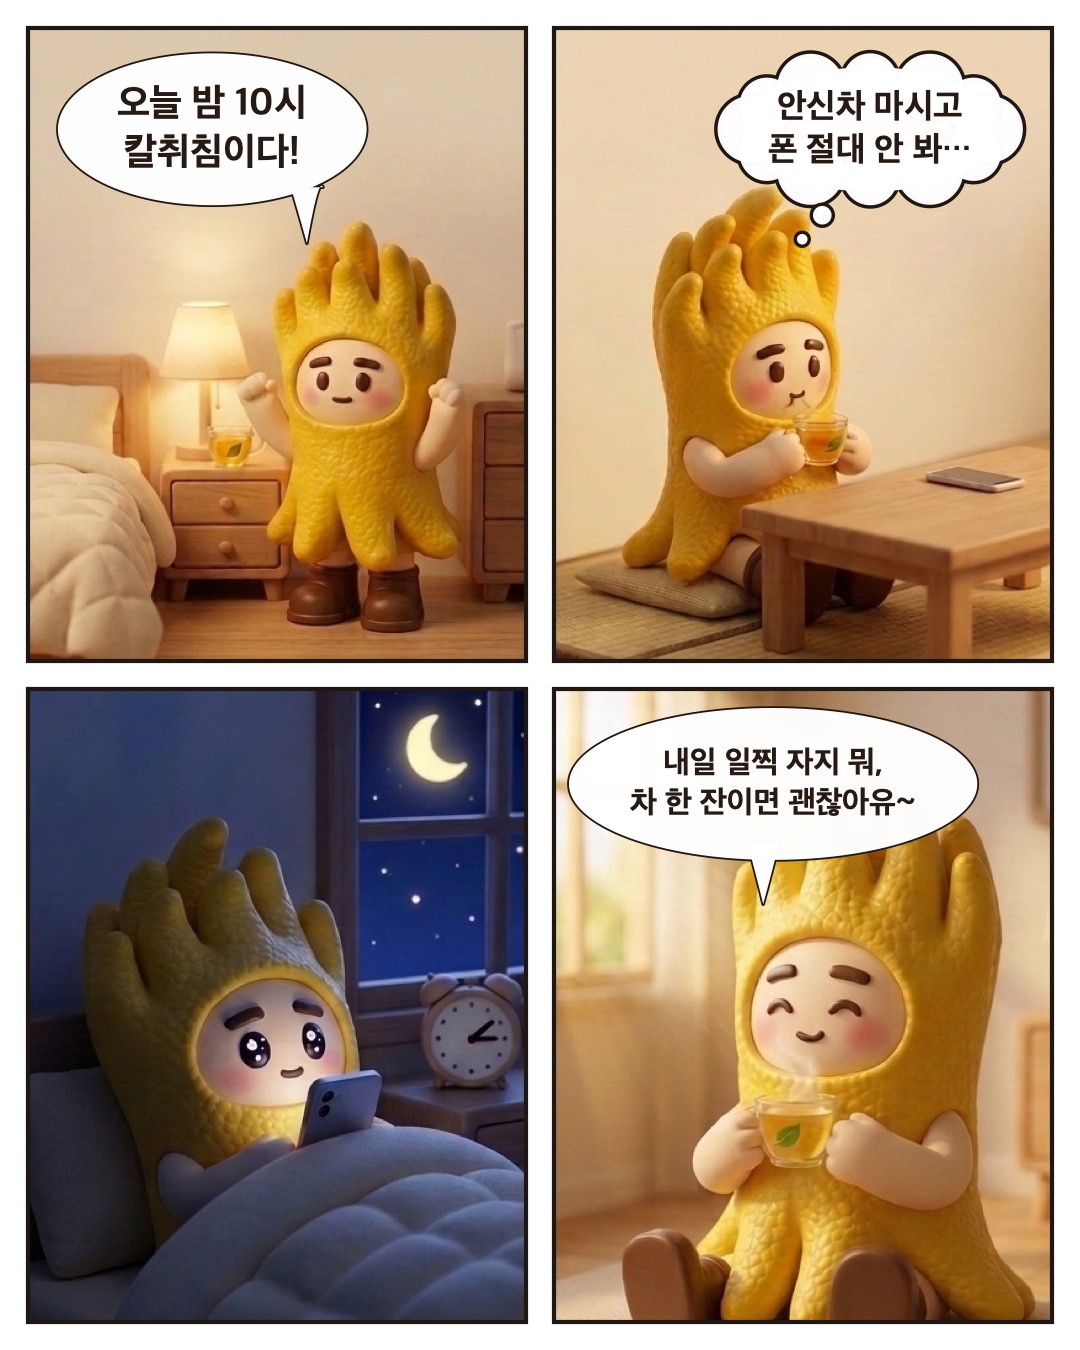 오늘 밤 10시
칼취침이다!
안신차 마시고
폰 절대 안 봐…
내일 일찍 자지 뭐,
차 한 잔이면 괜찮아유~